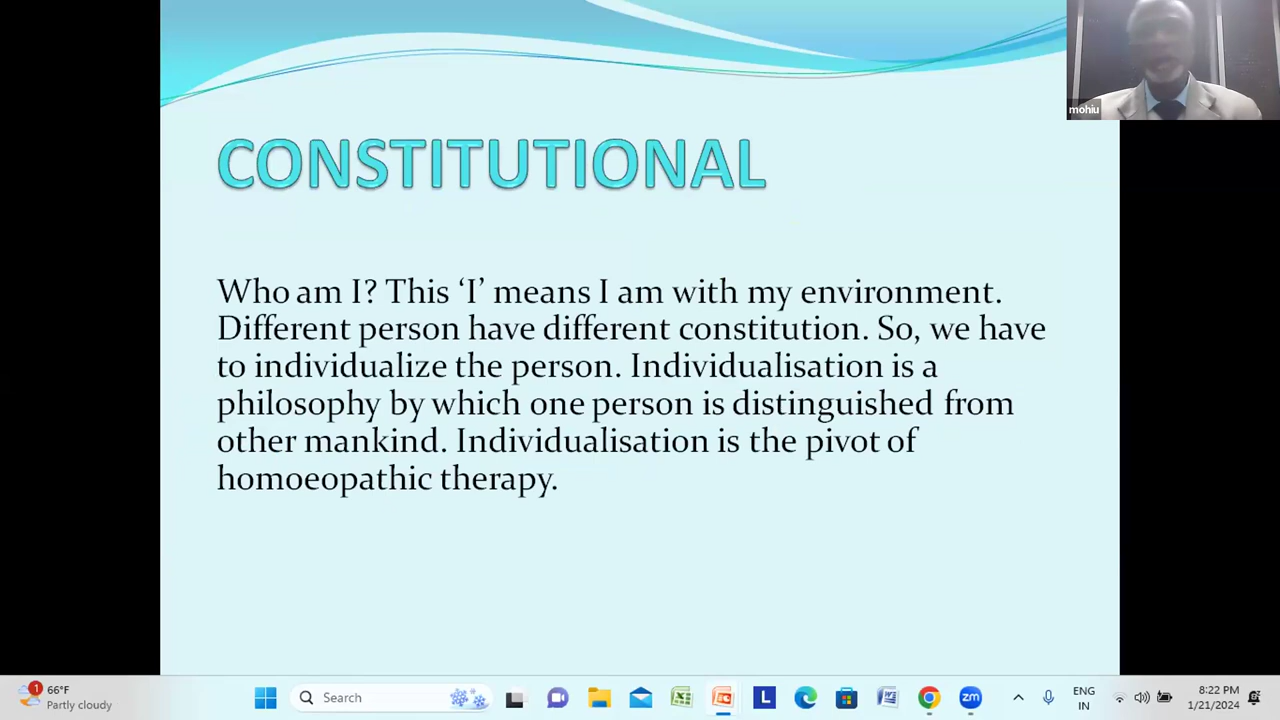 mohiu
CONSTITUTIONAL
Who am I? This ‘I’ means I am with my environment.
Different person have different constitution. So, we have
to individualize the person. Individualisation is a
philosophy by which one person is distinguished from
other mankind. Individualisation is the pivot of
homoeopathic therapy.
1
66°F
Partly cloudy
Search
L
W
zm
ENG
IN
8:22 PM
1/21/2024